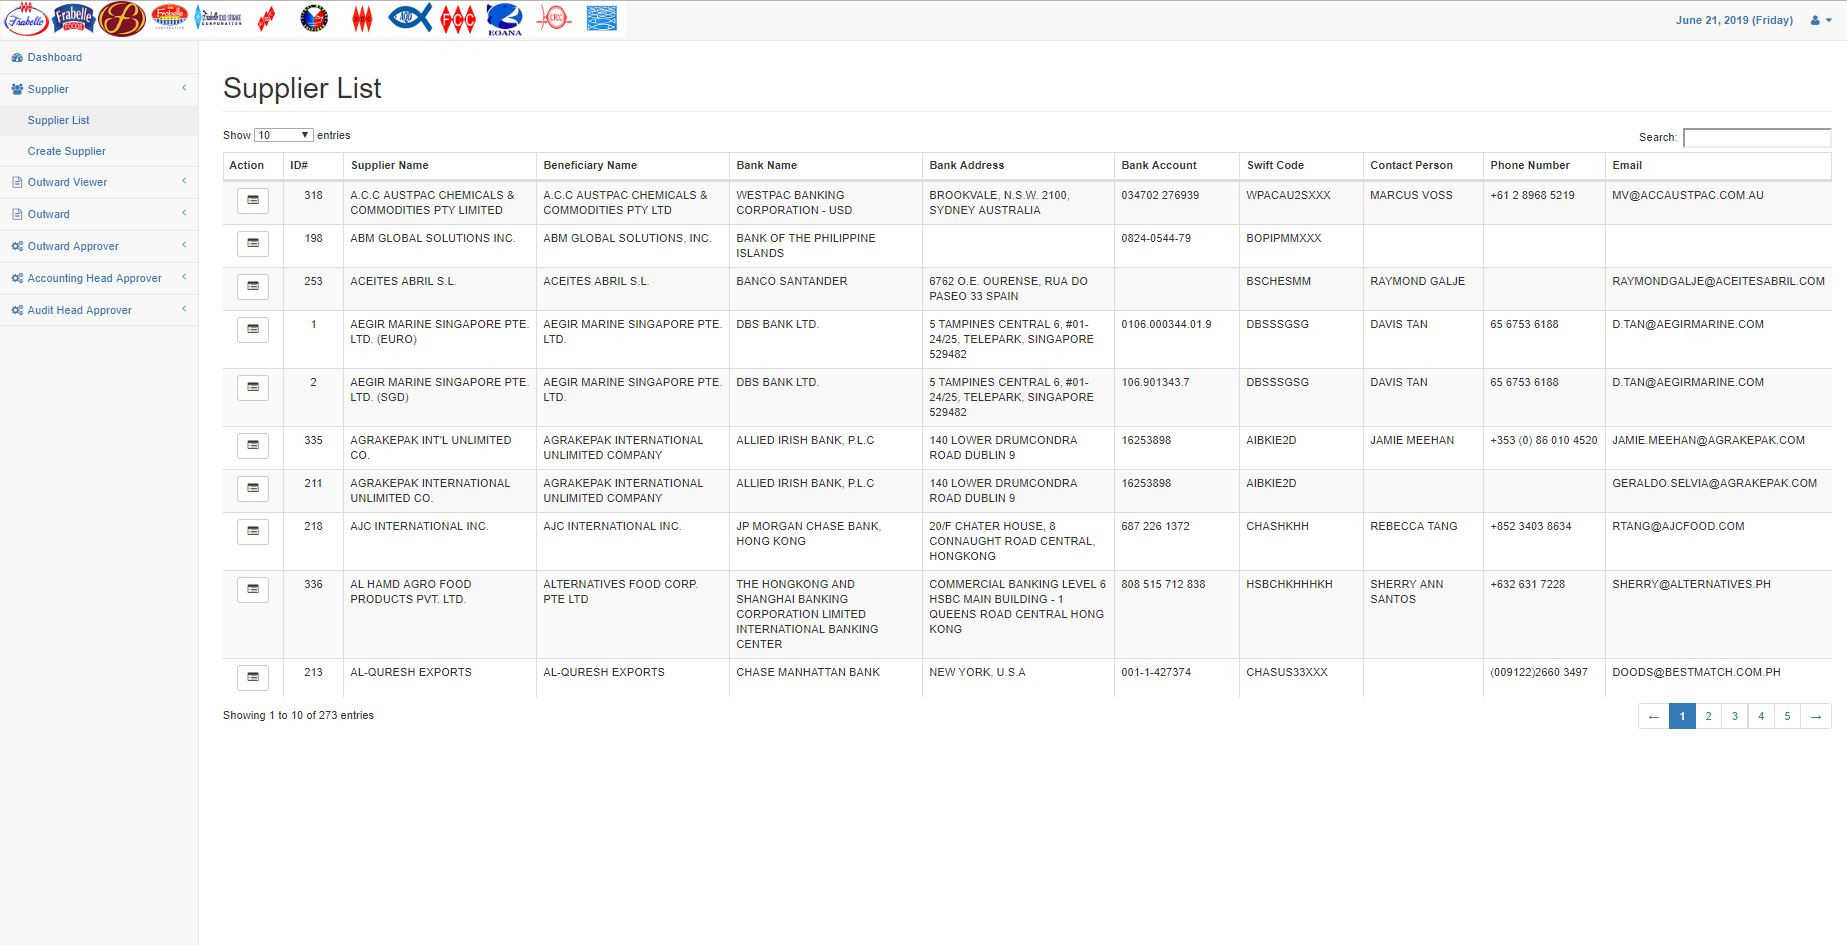 Frabelle Frabelle FOODS Frabelle CORPORATION Frabelle COLD STORAGE CORPORATION FCC EOANA CFCC
June 21, 2019 (Friday)
Dashboard
Supplier
Supplier List
Create Supplier
Outward Viewer
Outward
Outward Approver
Accounting Head Approver
Audit Head Approver
Supplier List
Show 10 entries
Search:
Action ID# Supplier Name Beneficiary Name Bank Name Bank Address Bank Account Swift Code Contact Person Phone Number Email
318 A.C.C AUSTPAC CHEMICALS & A.C.C AUSTPAC CHEMICALS & WESTPAC BANKING BROOKVALE, N.S.W. 2100, 034702 276939 WPACAU2SXXX MARCUS VOSS +61 2 8968 5219 MV@ACCAUSTPAC.COM.AU
COMMODITIES PTY LIMITED COMMODITIES PTY LTD CORPORATION - USD SYDNEY AUSTRALIA
198 ABM GLOBAL SOLUTIONS INC. ABM GLOBAL SOLUTIONS, INC. BANK OF THE PHILIPPINE 0824-0544-79 BOPIPMMXXX
ISLANDS
253 ACEITES ABRIL S.L. ACEITES ABRIL S.L. BANCO SANTANDER 6762 O.E. OURENSE, RUA DO BSCHESMM RAYMOND GALJE RAYMONDGALJE@ACEITESABRIL.COM
PASEO 33 SPAIN
1 AEGIR MARINE SINGAPORE PTE. AEGIR MARINE SINGAPORE PTE. DBS BANK LTD. 5 TAMPINES CENTRAL 6, #01- 0106.000344.01.9 DBSSSGSG DAVIS TAN 65 6753 6188 D.TAN@AEGIRMARINE.COM
LTD. (EURO) LTD. 24/25, TELEPARK, SINGAPORE
529482
2 AEGIR MARINE SINGAPORE PTE. AEGIR MARINE SINGAPORE PTE. DBS BANK LTD. 5 TAMPINES CENTRAL 6, #01- 106.901343.7 DBSSSGSG DAVIS TAN 65 6753 6188 D.TAN@AEGIRMARINE.COM
LTD. (SGD) LTD. 24/25, TELEPARK, SINGAPORE
529482
335 AGRAKEPAK INT'L UNLIMITED AGRAKEPAK INTERNATIONAL ALLIED IRISH BANK, P.L.C 140 LOWER DRUMCONDRA 16253898 AIBKIE2D JAMIE MEEHAN +353 (0) 86 010 4520 JAMIE.MEEHAN@AGRAKEPAK.COM
CO. UNLIMITED COMPANY ROAD DUBLIN 9
211 AGRAKEPAK INTERNATIONAL AGRAKEPAK INTERNATIONAL ALLIED IRISH BANK, P.L.C 140 LOWER DRUMCONDRA 16253898 AIBKIE2D GERALDO.SELVIA@AGRAKEPAK.COM
UNLIMITED CO. UNLIMITED COMPANY ROAD DUBLIN 9
218 AJC INTERNATIONAL INC. AJC INTERNATIONAL INC. JP MORGAN CHASE BANK, 20/F CHATER HOUSE, 8 687 226 1372 CHASHKHH REBECCA TANG +852 3403 8634 RTANG@AJCFOOD.COM
HONG KONG CONNAUGHT ROAD CENTRAL,
HONGKONG
336 AL HAMD AGRO FOOD ALTERNATIVES FOOD CORP. THE HONGKONG AND COMMERCIAL BANKING LEVEL 6 808 515 712 838 HSBCHKHHHKH SHERRY ANN +632 631 7228 SHERRY@ALTERNATIVES.PH
PRODUCTS PVT. LTD. PTE LTD SHANGHAI BANKING HSBC MAIN BUILDING - 1 SANTOS
CORPORATION LIMITED QUEENS ROAD CENTRAL HONG
INTERNATIONAL BANKING KONG
CENTER
213 AL-QURESH EXPORTS AL-QURESH EXPORTS CHASE MANHATTAN BANK NEW YORK, U.S.A 001-1-427374 CHASUS33XXX (009122)2660 3497 DOODS@BESTMATCH.COM.PH
Showing 1 to 10 of 273 entries
← 1 2 3 4 5 →